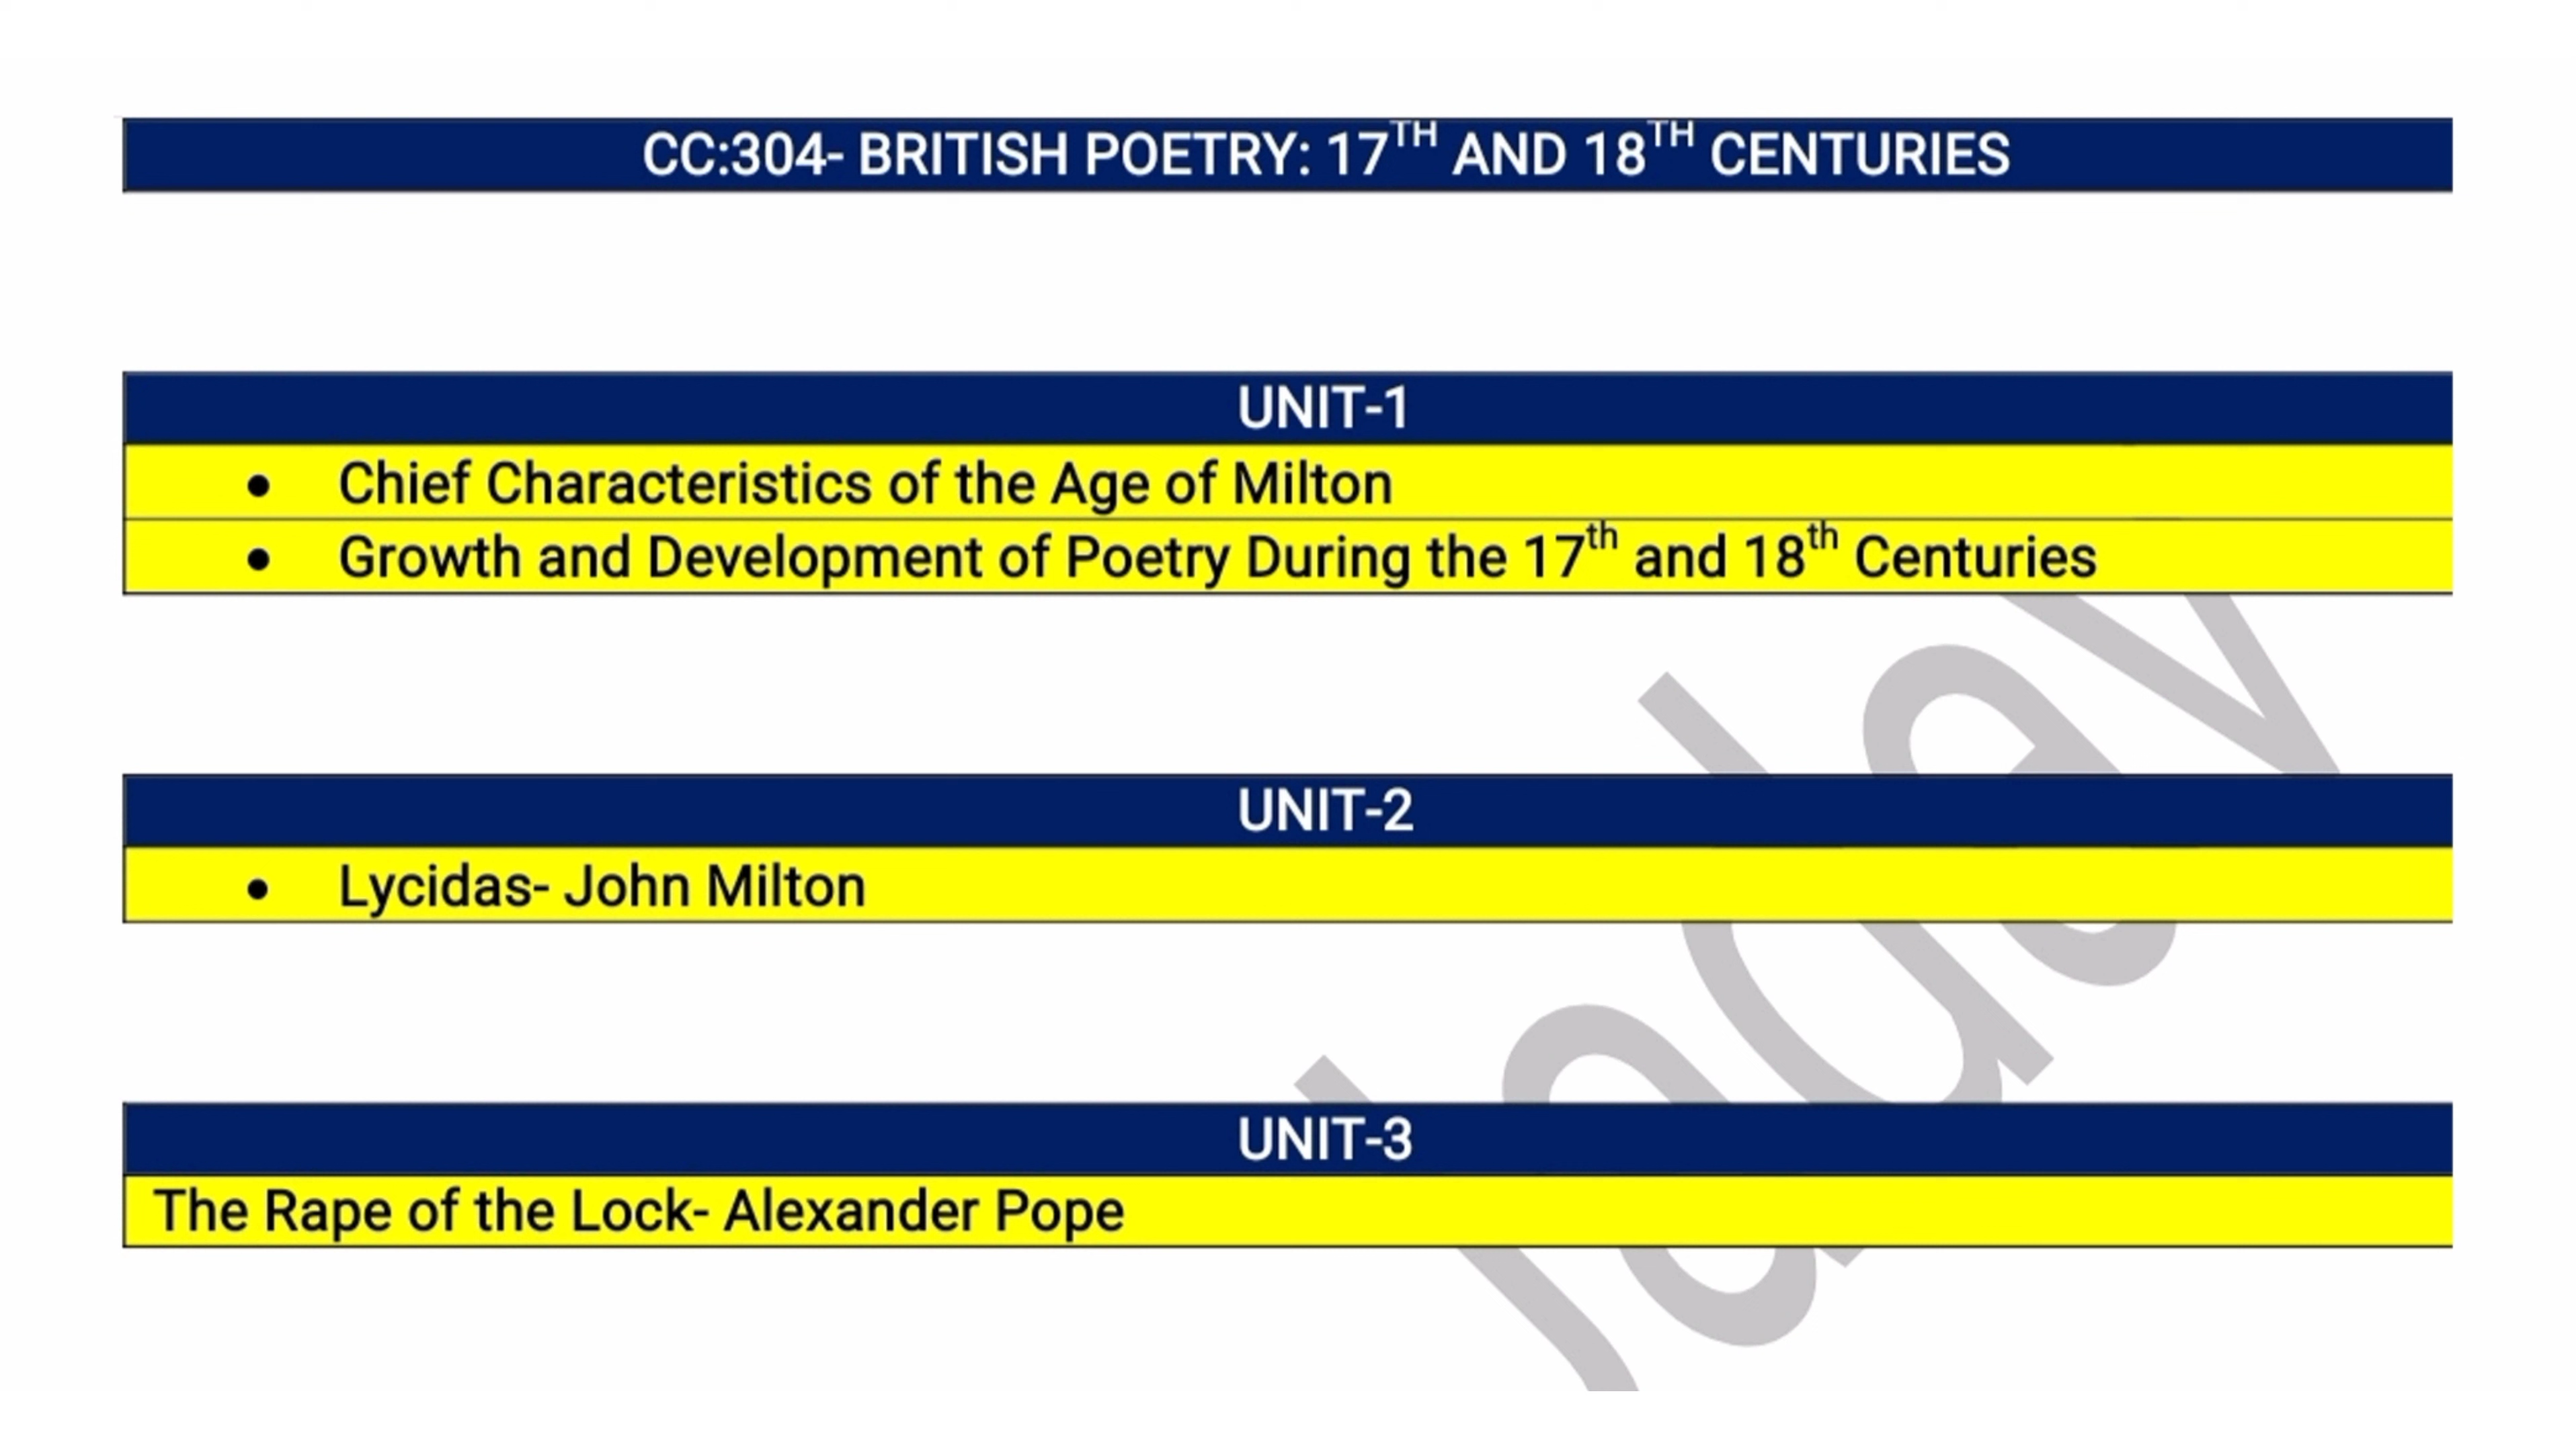 CC:304- BRITISH POETRY: 17TH AND 18TH CENTURIES
UNIT-1
• Chief Characteristics of the Age of Milton
• Growth and Development of Poetry During the 17th and 18th Centuries
UNIT-2
• Lycidas- John Milton
UNIT-3
The Rape of the Lock- Alexander Pope